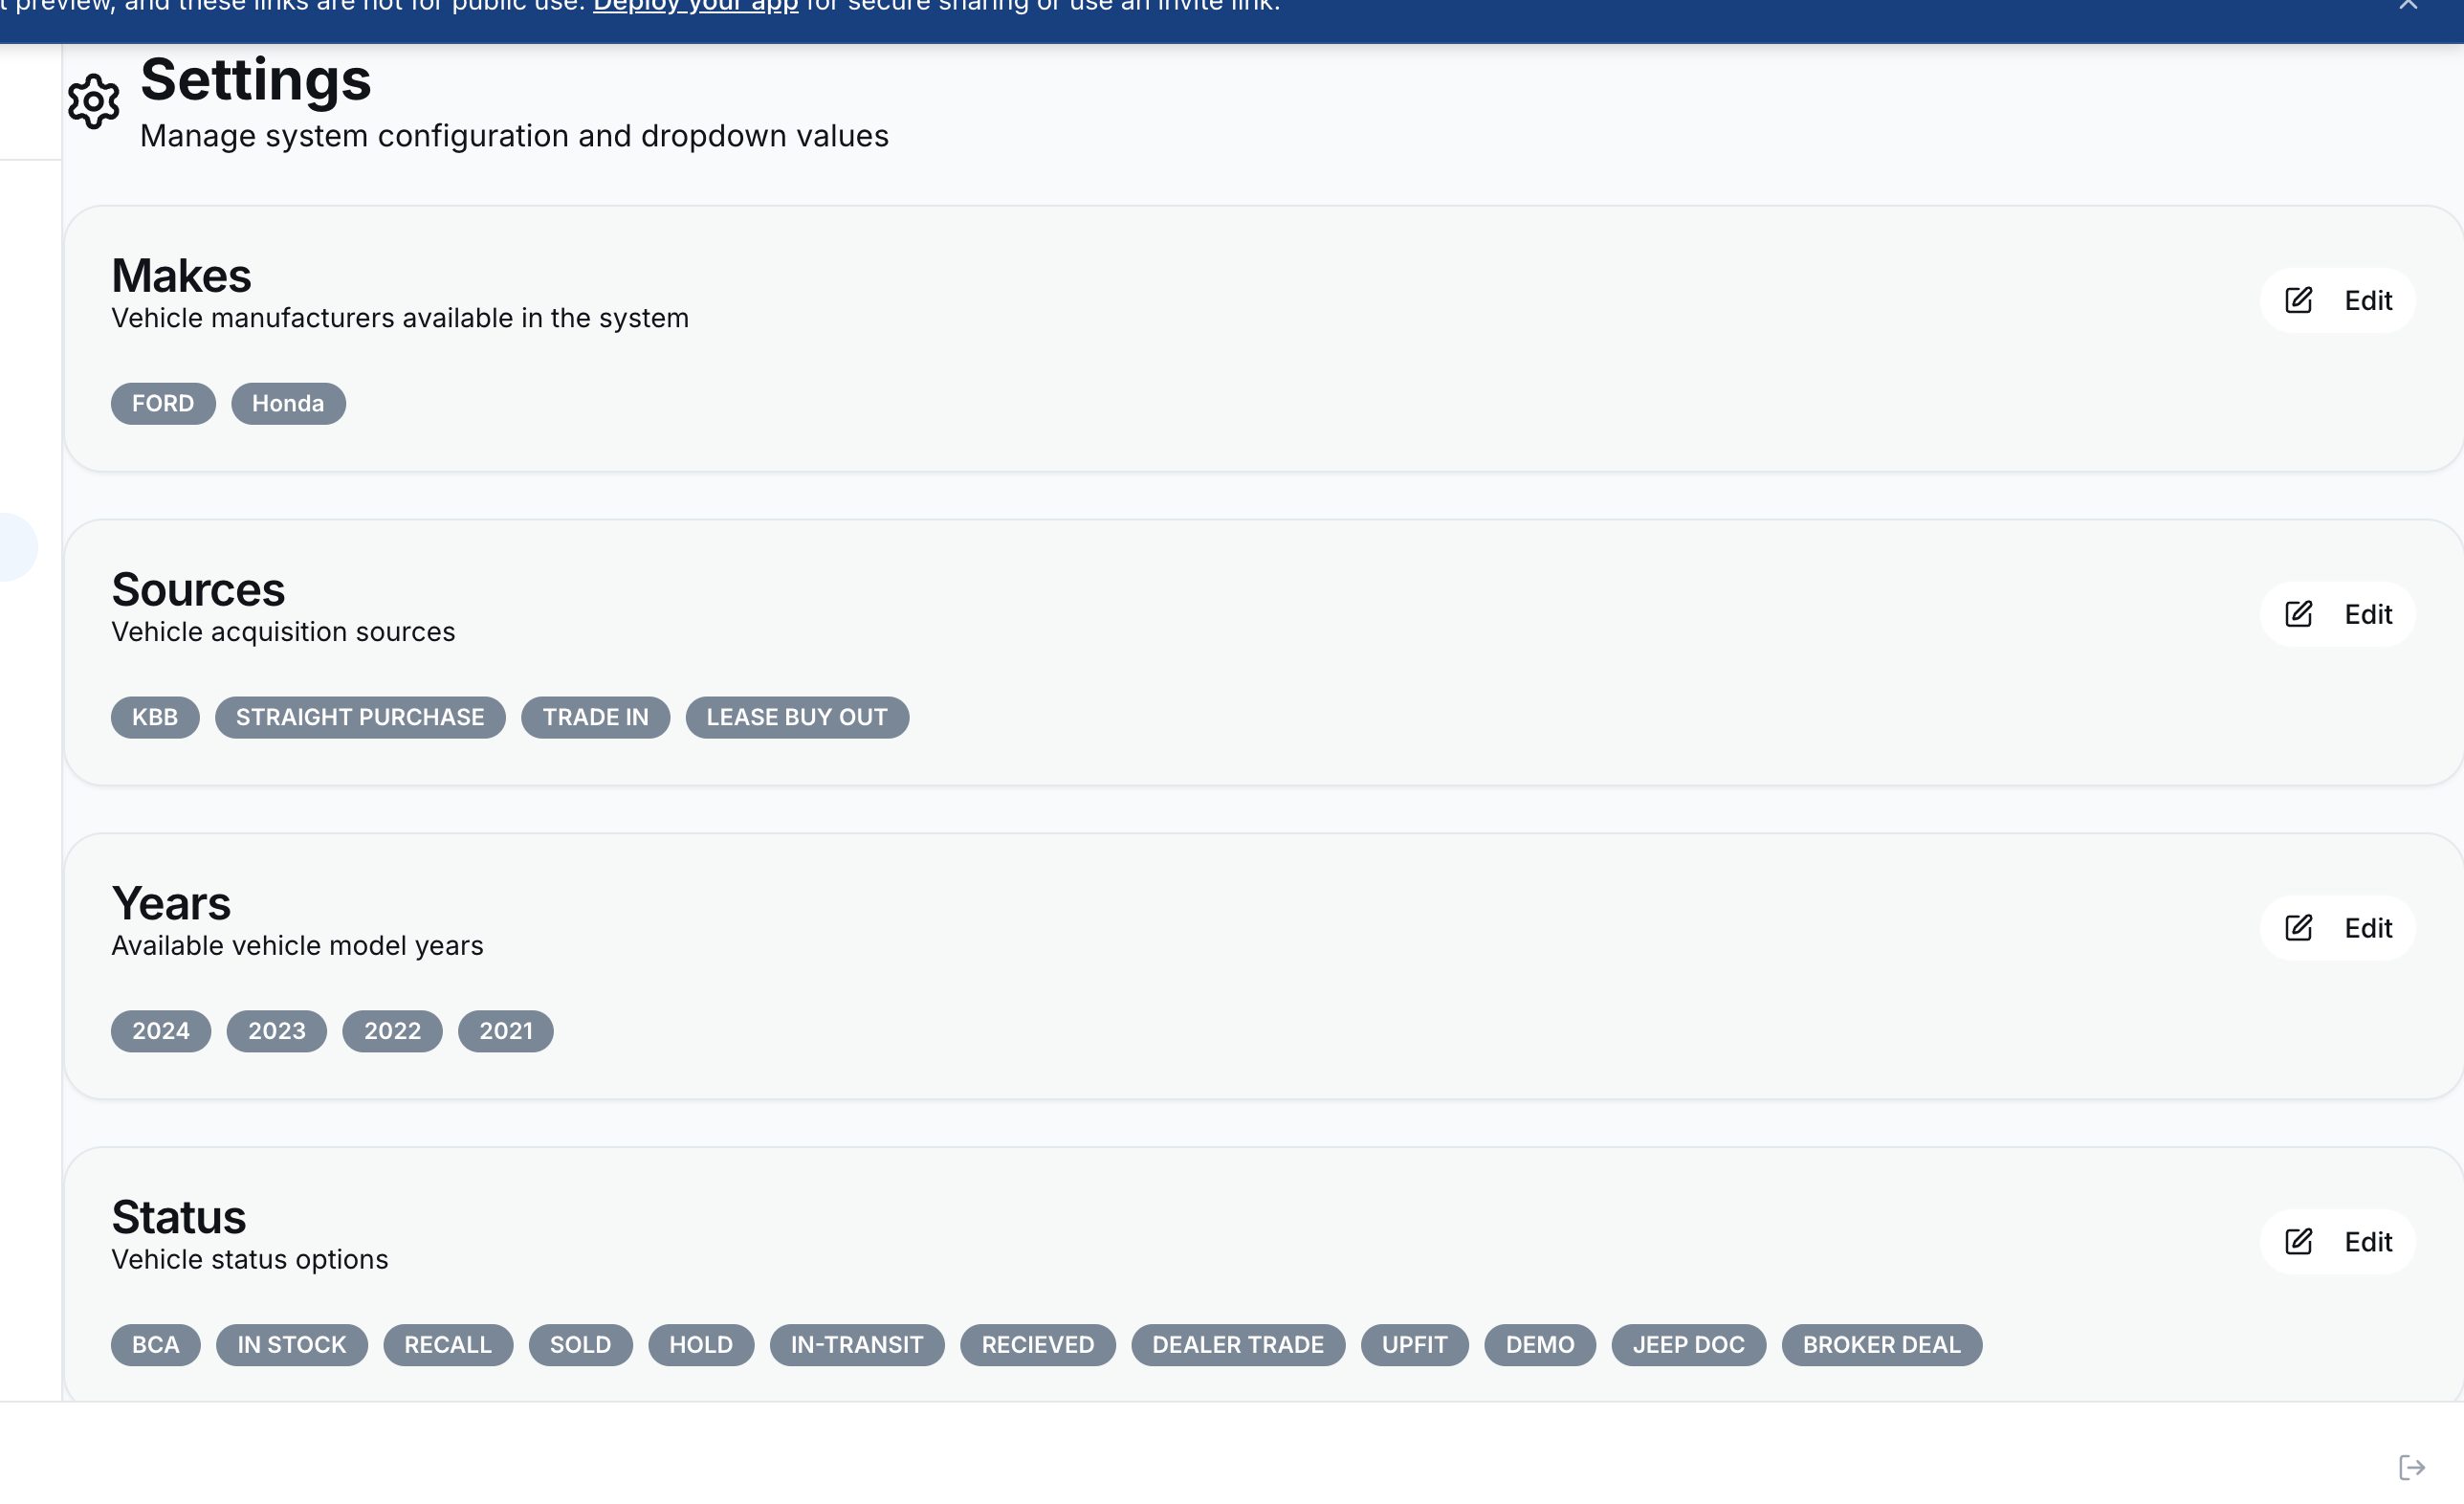 t preview, and these links are not for public use. Deploy your app for secure sharing or use an invite link.
Settings
Manage system configuration and dropdown values
Makes
Vehicle manufacturers available in the system
Edit
FORD Honda
Sources
Vehicle acquisition sources
Edit
KBB STRAIGHT PURCHASE TRADE IN LEASE BUY OUT
Years
Available vehicle model years
Edit
2024 2023 2022 2021
Status
Vehicle status options
Edit
BCA IN STOCK RECALL SOLD HOLD IN-TRANSIT RECIEVED DEALER TRADE UPFIT DEMO JEEP DOC BROKER DEAL